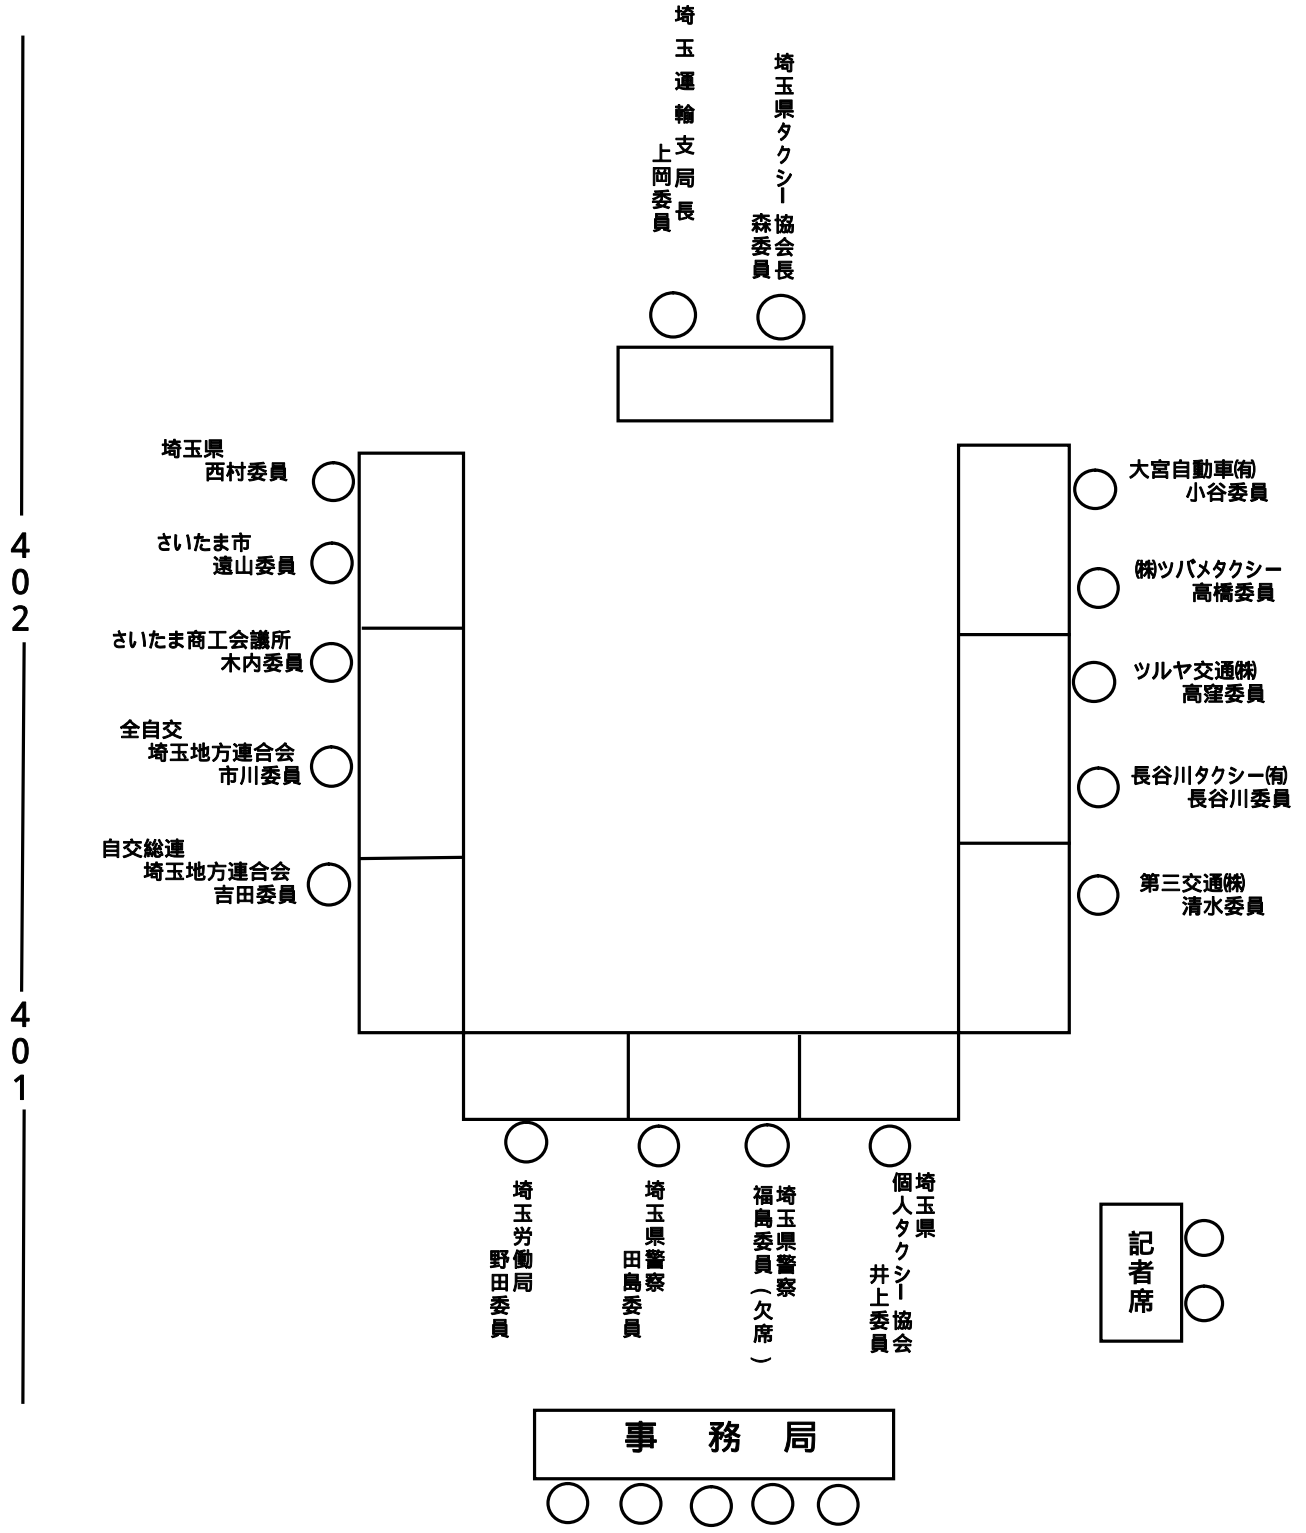 埼玉運輸支局長
上岡委員
埼玉県タクシー協会長
森委員
402
401
埼玉県
西村委員
さいたま市
遠山委員
さいたま商工会議所
木内委員
全自交
埼玉地方連合会
市川委員
自交総連
埼玉地方連合会
吉田委員
大宮自動車㈲
小谷委員
㈱ツバメタクシー
高橋委員
ツルヤ交通㈱
高窪委員
長谷川タクシー㈲
長谷川委員
第三交通㈱
清水委員
埼玉労働局
野田委員
埼玉県警察
田島委員
埼玉県警察
福島委員(欠席)
埼玉県
個人タクシー協会
井上委員
記者席
事務局